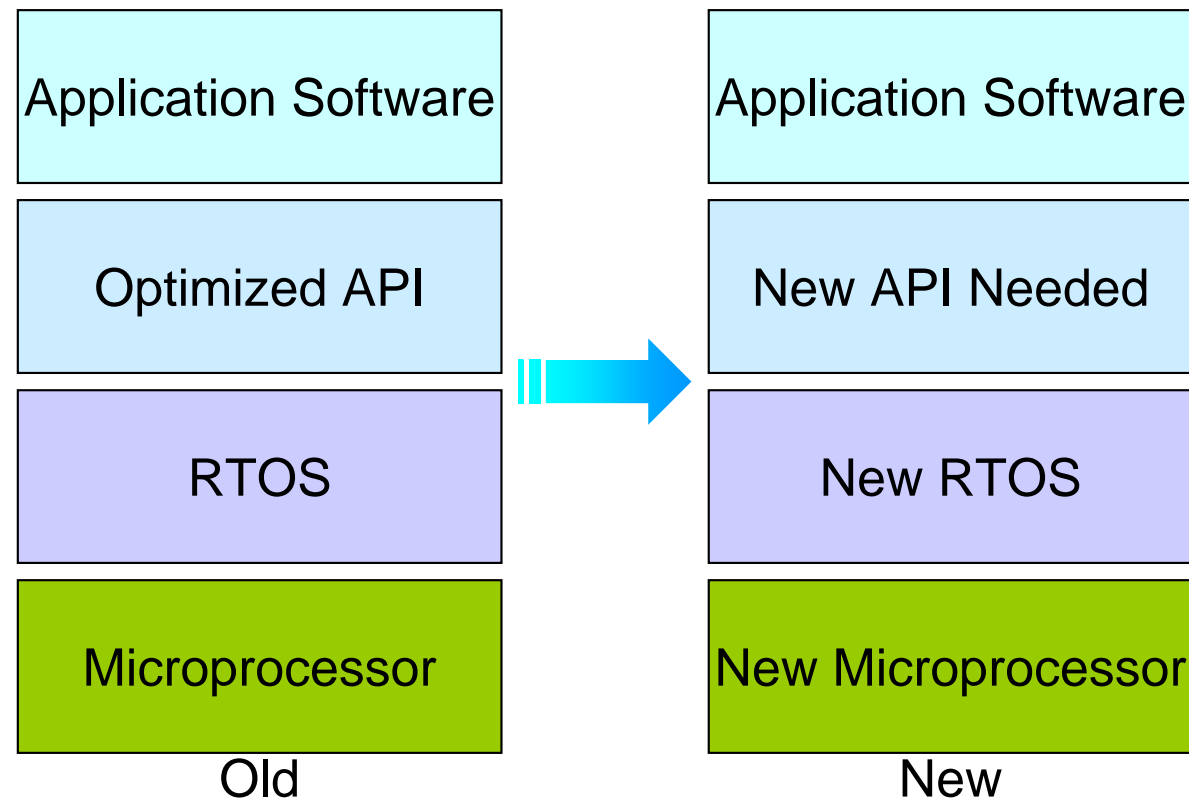 Application Software
Optimized API
RTOS
Microprocessor
Old
Application Software
New API Needed
New RTOS
New Microprocessor
New